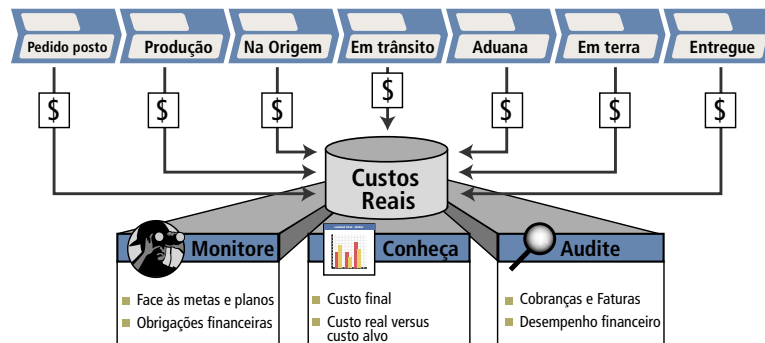 Pedido posto
Produção
Na Origem
Em trânsito
Aduana
Em terra
Entregue
$
$
$
$
$
$
$
Custos
Reais
Monitore
Face às metas e planos
Obrigações financeiras
Conheça
Custo final
Custo real versus
custo alvo
Audite
Cobranças e Faturas
Desempenho financeiro